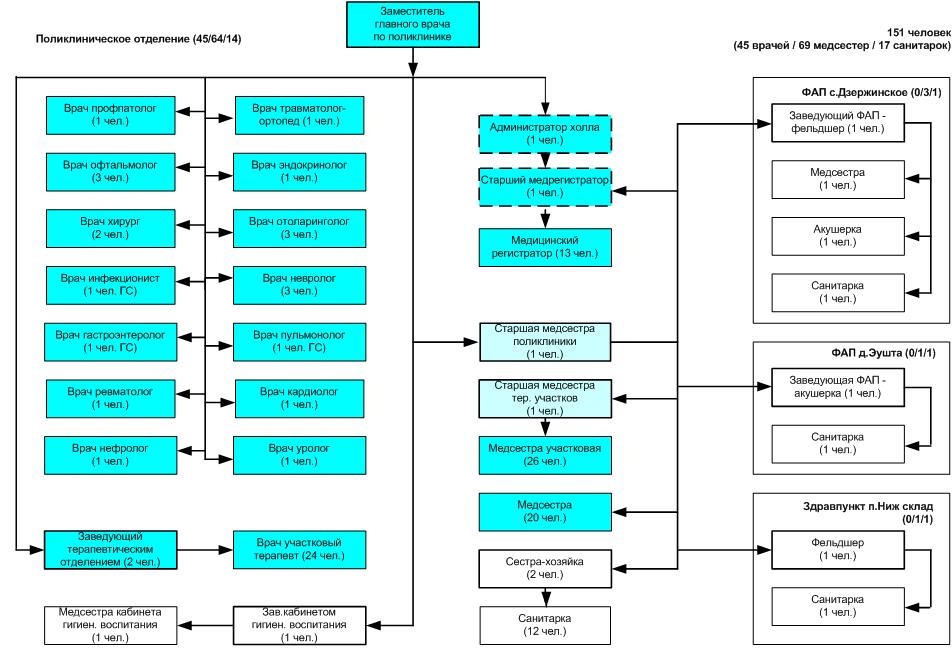 Заместитель
главного врача
по поликлинике
Поликлиническое отделение (45/64/14)
151 человек
(45 врачей / 69 медсестер / 17 санитарок)
Врач профпатолог
(1 чел.)
Врач травматолог-
ортопед (1 чел.)
Врач офтальмолог
(3 чел.)
Врач эндокринолог
(1 чел.)
Врач хирург
(2 чел.)
Врач отоларинголог
(3 чел.)
Врач инфекционист
(1 чел. ГС)
Врач невролог
(3 чел.)
Врач гастроэнтеролог
(1 чел. ГС)
Врач пульмонолог
(1 чел. ГС)
Врач ревматолог
(1 чел.)
Врач кардиолог
(1 чел.)
Врач нефролог
(1 чел.)
Врач уролог
(1 чел.)
Заведующий
терапевтическим
отделением (2 чел.)
Врач участковый
терапевт (24 чел.)
Медсестра кабинета
гигиен. воспитания
(1 чел.)
Зав.кабинетом
гигиен. воспитания
(1 чел.)
Администратор холла
(1 чел.)
Старший медрегистратор
(1 чел.)
Медицинский
регистратор (13 чел.)
Старшая медсестра
поликлиники
(1 чел.)
Старшая медсестра
тер. участков
(1 чел.)
Медсестра участковая
(26 чел.)
Медсестра
(20 чел.)
Сестра-хозяйка
(2 чел.)
Санитарка
(12 чел.)
ФАП с.Дзержинское (0/3/1)
Заведующий ФАП -
фельдшер (1 чел.)
Медсестра
(1 чел.)
Акушерка
(1 чел.)
Санитарка
(1 чел.)
ФАП д.Эушта (0/1/1)
Заведующая ФАП -
акушерка (1 чел.)
Санитарка
(1 чел.)
Здравпункт п.Ниж склад
(0/1/1)
Фельдшер
(1 чел.)
Санитарка
(1 чел.)